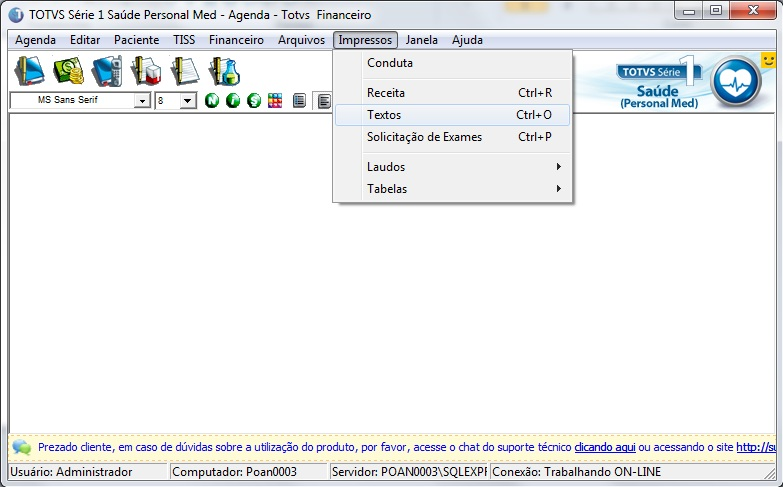 TOTVS Série 1 Saúde Personal Med - Agenda - Totvs  Financeiro
Agenda Editar Paciente TISS Financeiro Arquivos Impressos Janela Ajuda
Conduta
Receita Ctrl+R
Textos Ctrl+O
Solicitação de Exames Ctrl+P
Laudos
Tabelas
TOTVS Série 1
Saúde
(Personal Med)
MS Sans Serif 8 N I S
Prezado cliente, em caso de dúvidas sobre a utilização do produto, por favor, acesse o chat do suporte técnico clicando aqui ou acessando o site http://su
Usuário: Administrador Computador: Poan0003 Servidor: POAN0003\SQLEXPR Conexão: Trabalhando ON-LINE